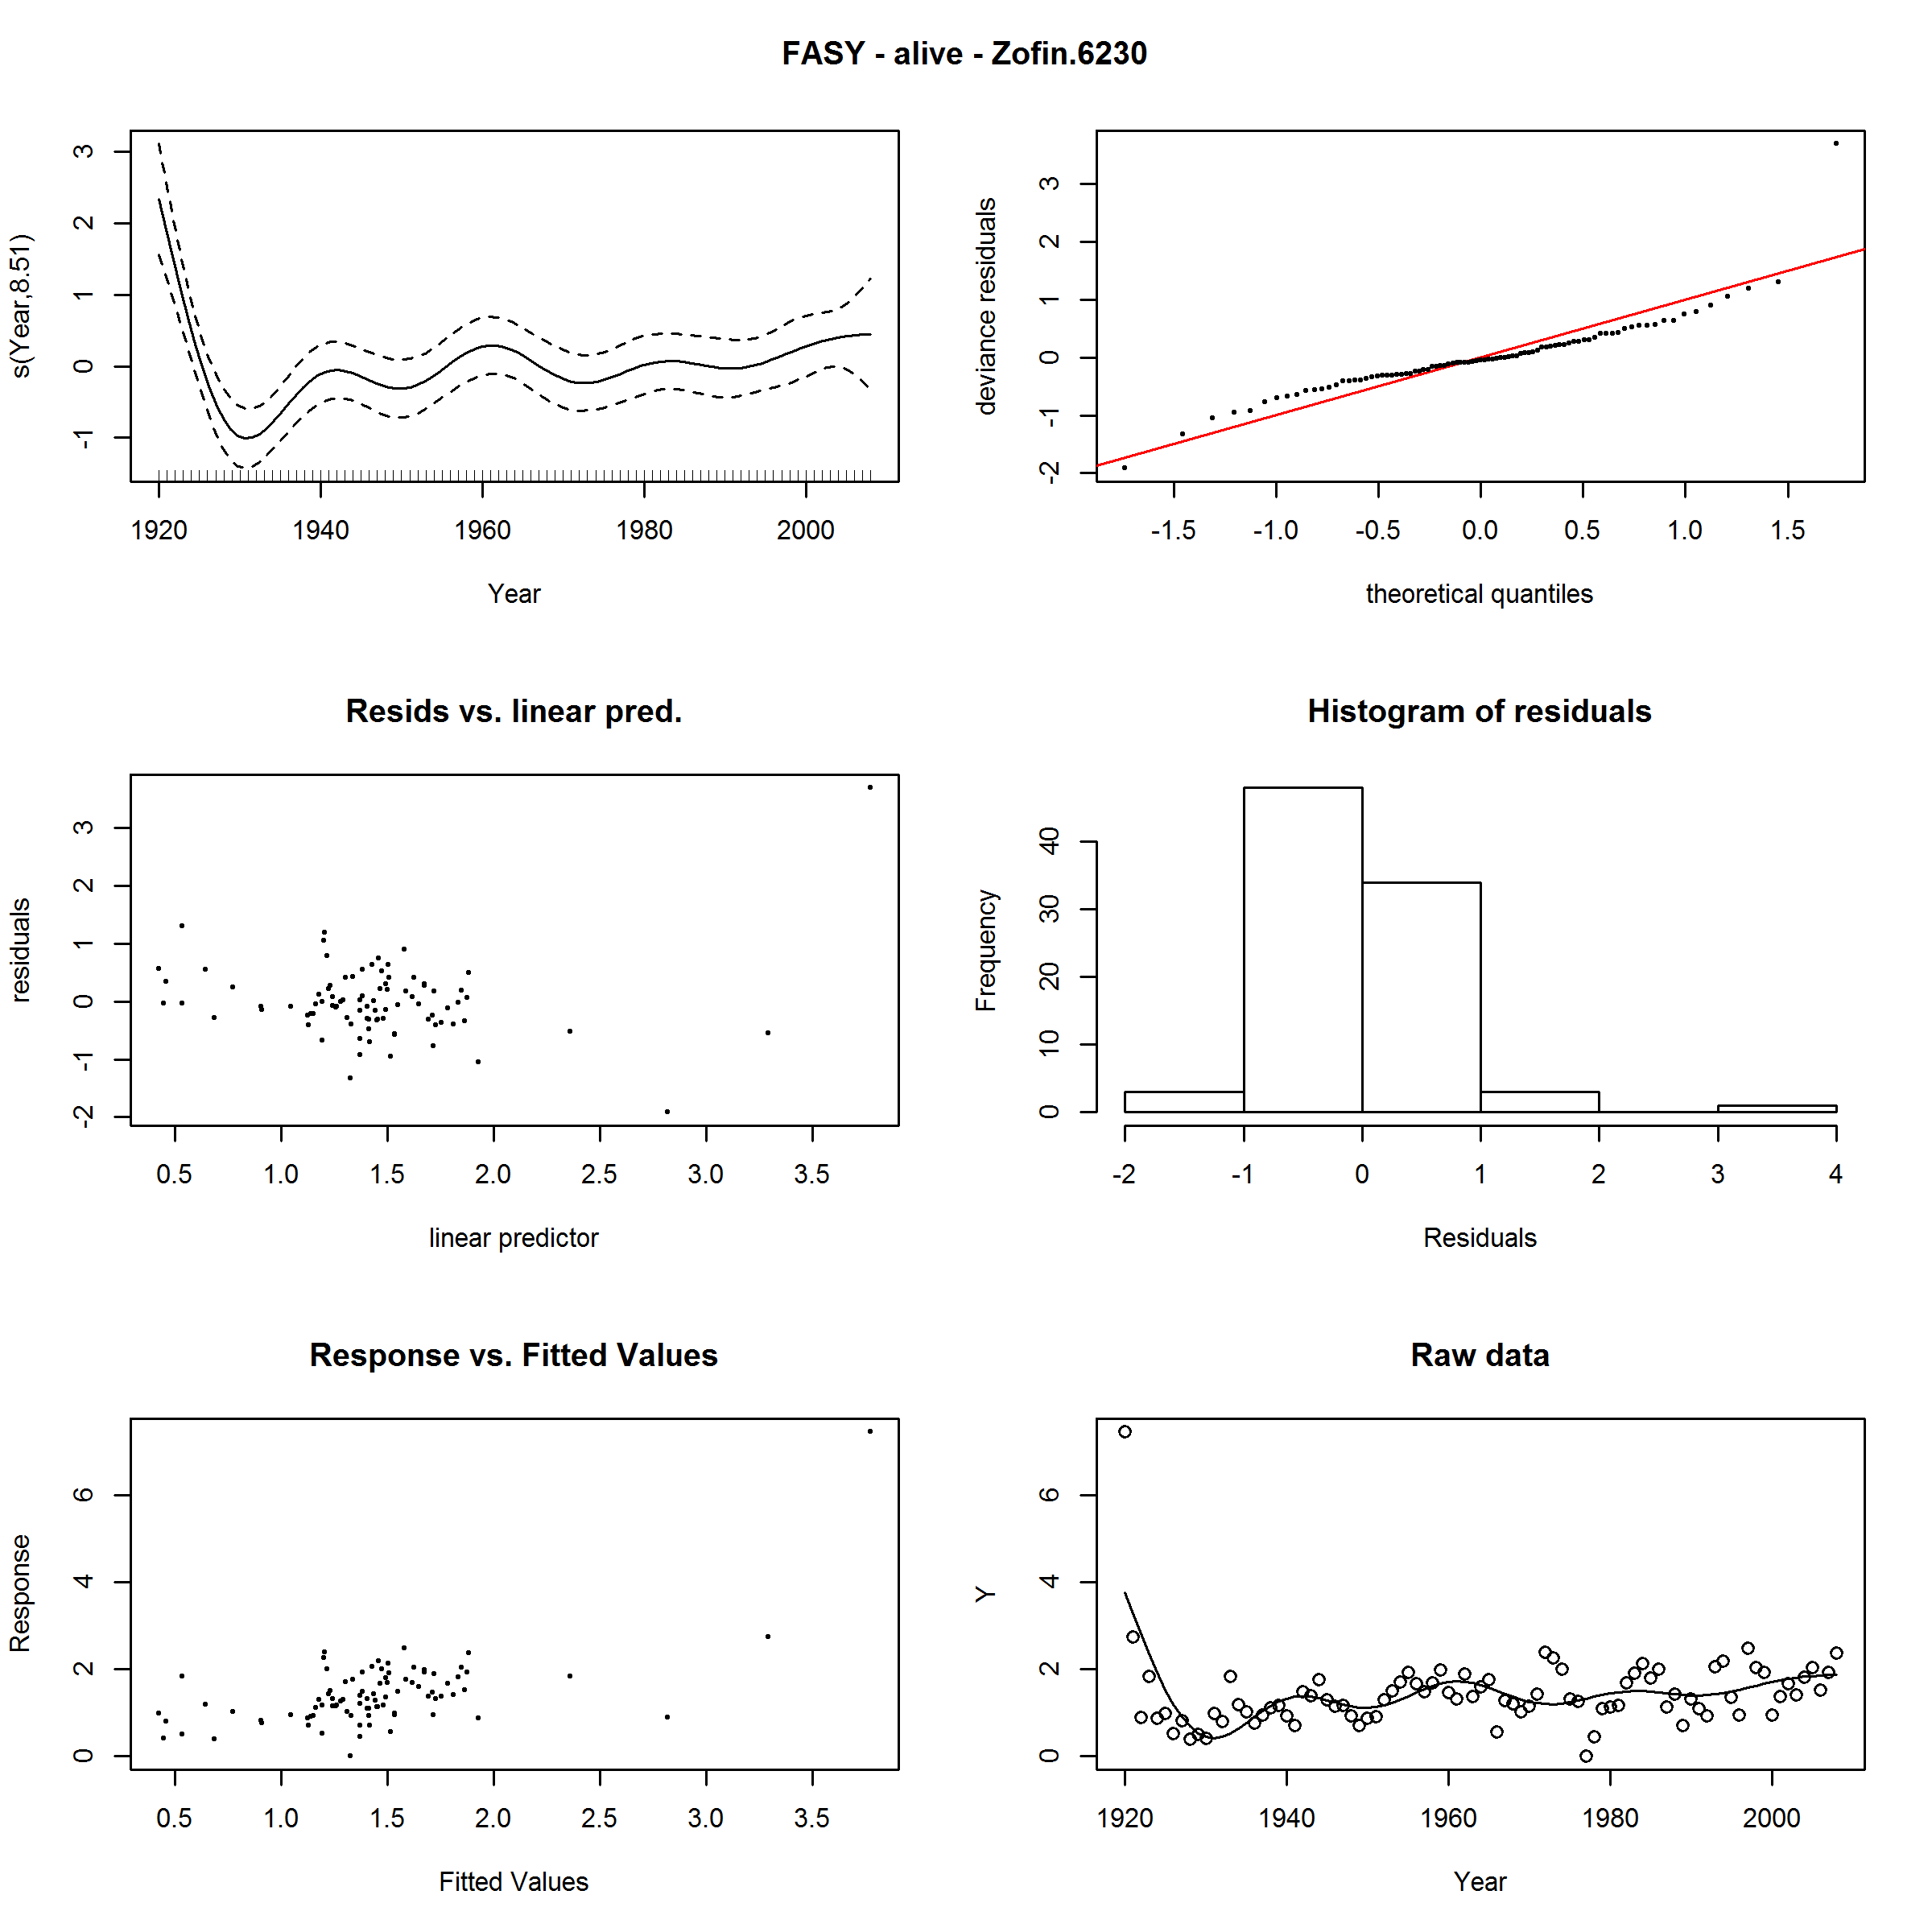 FASY - alive - Zofin.6230
s(Year,8.51)
3
2
1
0
-1
1920 1940 1960 1980 2000
Year
deviance residuals
3
2
1
0
-1
-2
-1.5 -1.0 -0.5 0.0 0.5 1.0 1.5
theoretical quantiles
Resids vs. linear pred.
residuals
3
2
1
0
-1
-2
0.5 1.0 1.5 2.0 2.5 3.0 3.5
linear predictor
Histogram of residuals
Frequency
40
30
20
10
0
-2 -1 0 1 2 3 4
Residuals
Response vs. Fitted Values
Response
6
4
2
0
0.5 1.0 1.5 2.0 2.5 3.0 3.5
Fitted Values
Raw data
Y
6
4
2
0
1920 1940 1960 1980 2000
Year